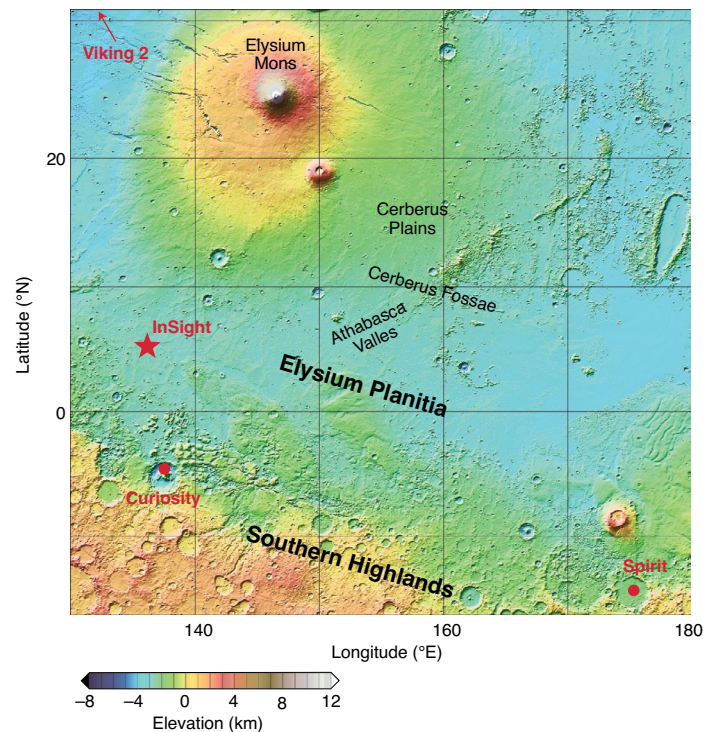 Elysium
Mons
Viking 2
20
Cerberus
Plains
Cerberus Fossae
Athabasca
Valles
InSight
Elysium Planitia
Latitude (°N)
0
Curiosity
Southern Highlands
Spirit
140
160
180
Longitude (°E)
−8
−4
0
4
8
12
Elevation (km)